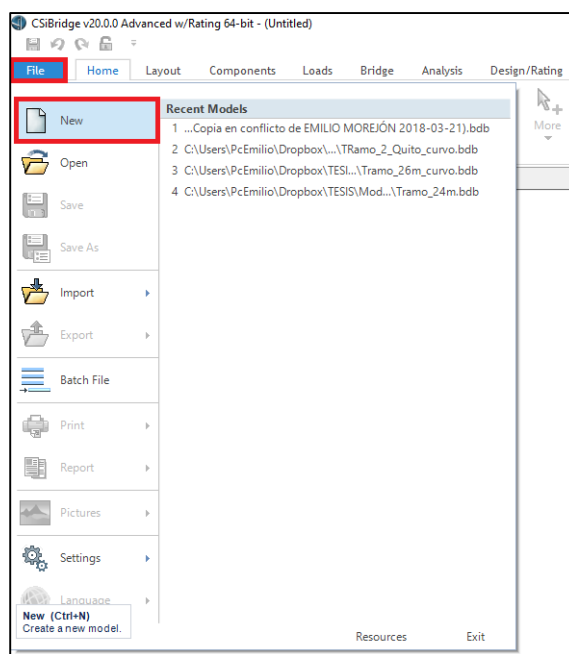 CSiBridge v20.0.0 Advanced w/Rating 64-bit - (Untitled)
File Home Layout Components Loads Bridge Analysis Design/Rating
New
Open
Save
Save As
Import
Export
Batch File
Print
Report
Pictures
Settings
Language
New (Ctrl+N)
Create a new model.
Recent Models
1 ...Copia en conflicto de EMILIO MOREJÓN 2018-03-21).bdb
2 C:\Users\PcEmilio\Dropbox\...\TRamo_2_Quito_curvo.bdb
3 C:\Users\PcEmilio\Dropbox\TESI...\Tramo_26m_curvo.bdb
4 C:\Users\PcEmilio\Dropbox\TESIS\Mod...\Tramo_24m.bdb
Resources Exit
More